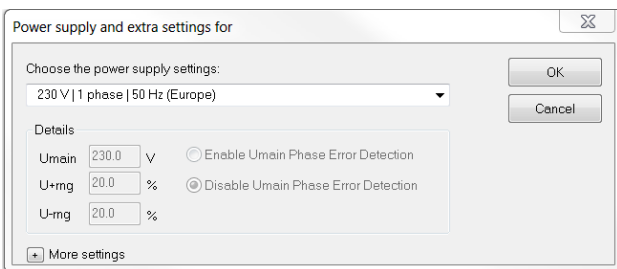 Power supply and extra settings for
Choose the power supply settings:
230 V | 1 phase | 50 Hz (Europe)
OK
Cancel
Details
Umain 230.0 V
Enable Umain Phase Error Detection
U+rng 20.0 %
Disable Umain Phase Error Detection
U-rng 20.0 %
+ More settings